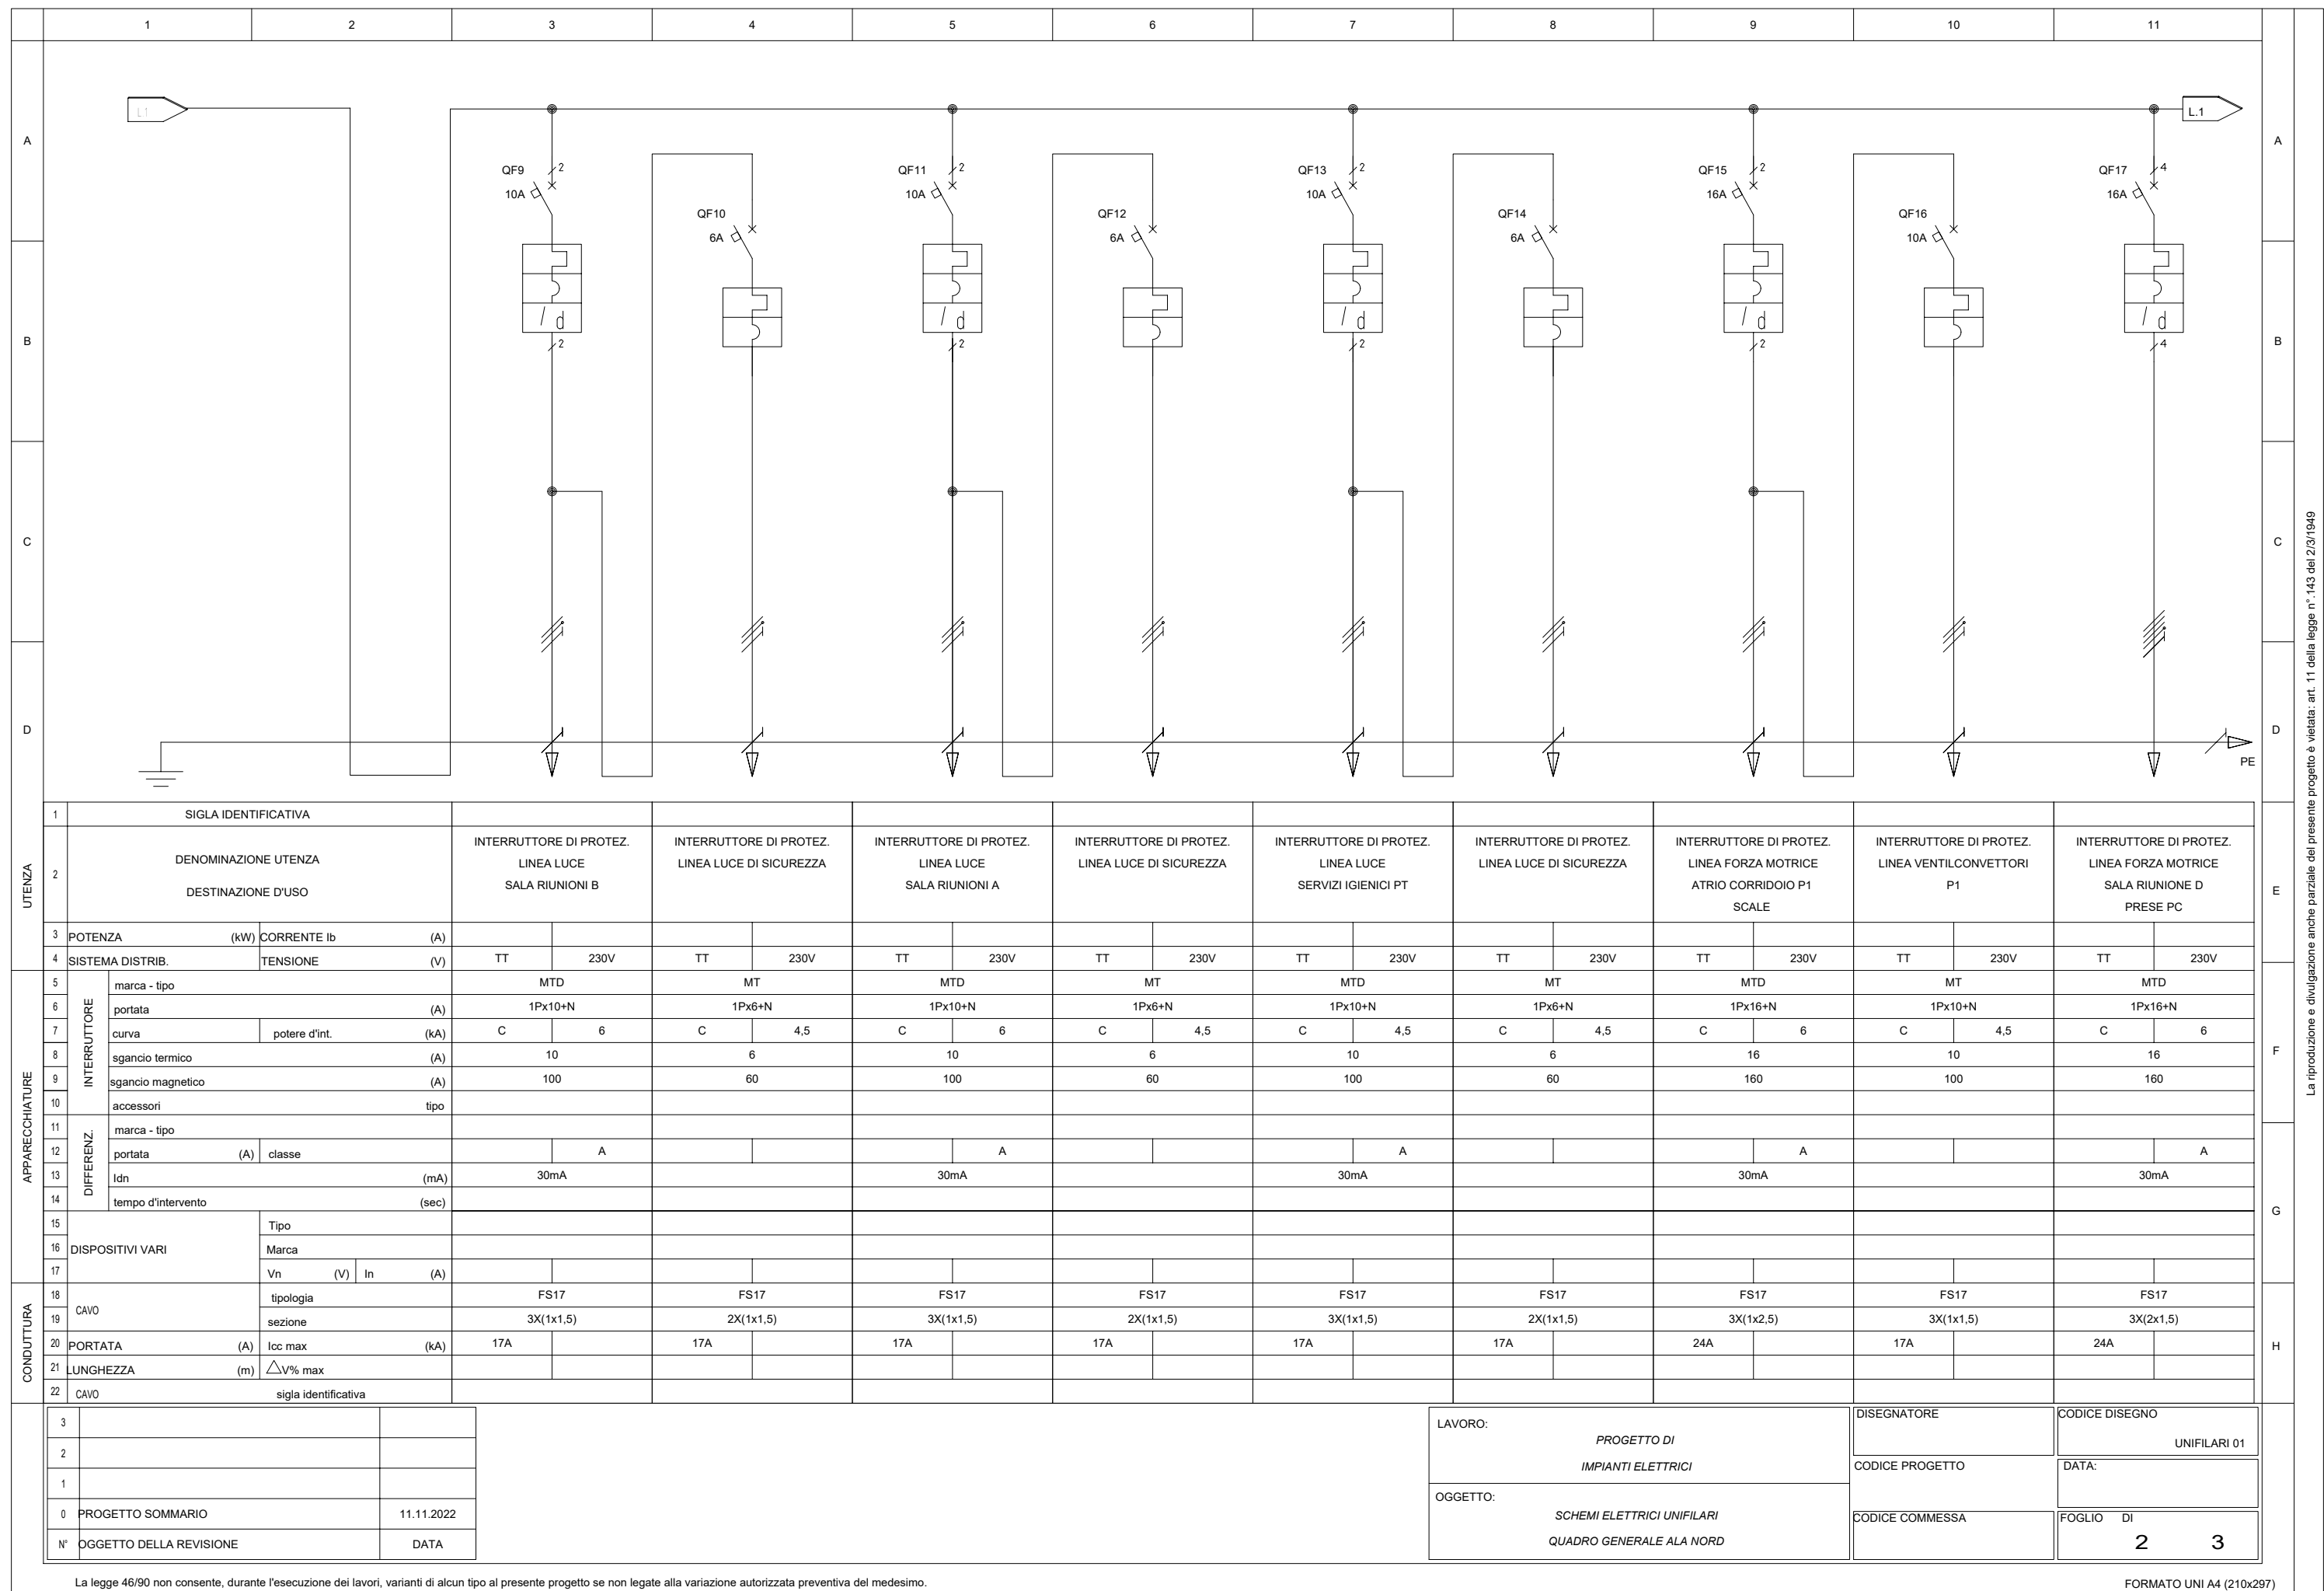 1 2 3 4 5 6 7 8 9 10 11
L1
L.1
A A
QF9 2 QF11 2 QF13 2 QF15 2 QF17 4
10A 10A 10A 16A 16A
QF10 QF12 QF14 QF16
6A 6A 6A 10A
d d d d d
2 2 2 2 4
B B
C C
D D
PE
1 SIGLA IDENTIFICATIVA
UTENZA
2 DENOMINAZIONE UTENZA
DESTINAZIONE D'USO
INTERRUTTORE DI PROTEZ.
LINEA LUCE
SALA RIUNIONI B
INTERRUTTORE DI PROTEZ.
LINEA LUCE DI SICUREZZA
INTERRUTTORE DI PROTEZ.
LINEA LUCE
SALA RIUNIONI A
INTERRUTTORE DI PROTEZ.
LINEA LUCE DI SICUREZZA
INTERRUTTORE DI PROTEZ.
LINEA LUCE
SERVIZI IGIENICI PT
INTERRUTTORE DI PROTEZ.
LINEA LUCE DI SICUREZZA
INTERRUTTORE DI PROTEZ.
LINEA FORZA MOTRICE
ATRIO CORRIDOIO P1
SCALE
INTERRUTTORE DI PROTEZ.
LINEA VENTILCONVETTORI
P1
INTERRUTTORE DI PROTEZ.
LINEA FORZA MOTRICE
SALA RIUNIONE D
PRESE PC
E
3 POTENZA (kW) CORRENTE Ib (A)
4 SISTEMA DISTRIB. TENSIONE (V) TT 230V TT 230V TT 230V TT 230V TT 230V TT 230V TT 230V TT 230V TT 230V
APPARECCHIATURE
INTERRUTTORE
5 marca - tipo MTD MT MTD MT MTD MT MTD MT MTD
6 portata (A) 1Px10+N 1Px6+N 1Px10+N 1Px6+N 1Px10+N 1Px6+N 1Px16+N 1Px10+N 1Px16+N
7 curva potere d'int. (kA) C 6 C 4,5 C 6 C 4,5 C 4,5 C 4,5 C 6 C 4,5 C 6
8 sgancio termico (A) 10 6 10 6 10 6 16 10 16
F
9 sgancio magnetico (A) 100 60 100 60 100 60 160 100 160
10 accessori tipo
DIFFERENZ.
11 marca - tipo
12 portata (A) classe A A A A A
13 Idn (mA) 30mA 30mA 30mA 30mA 30mA
14 tempo d'intervento (sec)
15 Tipo
G
16 DISPOSITIVI VARI Marca
17 Vn (V) In (A)
CONDUTTURA
18 CAVO tipologia FS17 FS17 FS17 FS17 FS17 FS17 FS17 FS17 FS17
19 sezione 3X(1x1,5) 2X(1x1,5) 3X(1x1,5) 2X(1x1,5) 3X(1x1,5) 2X(1x1,5) 3X(1x2,5) 3X(1x1,5) 3X(2x1,5)
20 PORTATA (A) Icc max (kA) 17A 17A 17A 17A 17A 17A 24A 17A 24A
H
21 LUNGHEZZA (m) △V% max
22 CAVO sigla identificativa
3
2
1
0 PROGETTO SOMMARIO 11.11.2022
N° OGGETTO DELLA REVISIONE DATA
LAVORO:
PROGETTO DI
IMPIANTI ELETTRICI
OGGETTO:
SCHEMI ELETTRICI UNIFILARI
QUADRO GENERALE ALA NORD
DISEGNATORE
CODICE PROGETTO
CODICE COMMESSA
CODICE DISEGNO
UNIFILARI 01
DATA:
FOGLIO DI
2 3
La legge 46/90 non consente, durante l'esecuzione dei lavori, varianti di alcun tipo al presente progetto se non legate alla variazione autorizzata preventiva del medesimo.
FORMATO UNI A4 (210x297)
La riproduzione e divulgazione anche parziale del presente progetto è vietata: art. 11 della legge n°.143 del 2/3/1949